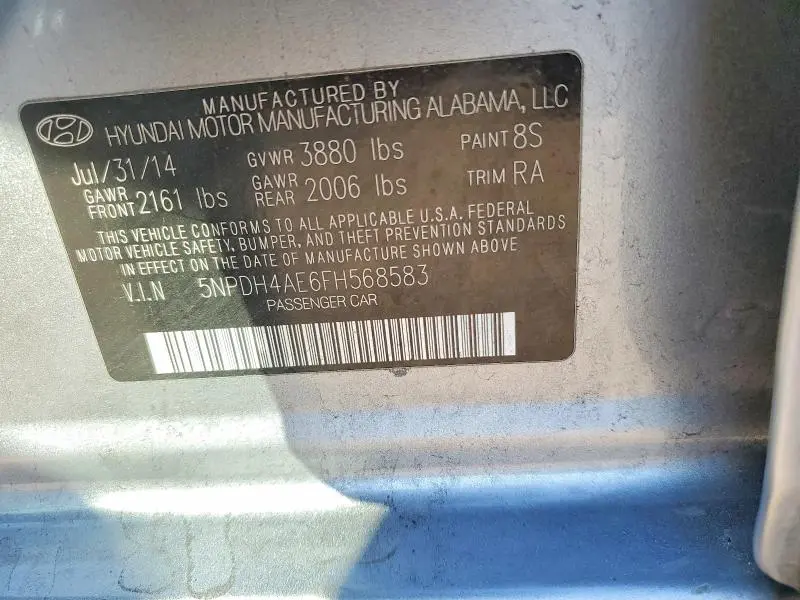 MANUFACTURED BY
HYUNDAI MOTOR MANUFACTURING ALABAMA, LLC
Jul/31/14 GVWR 3880 lbs PAINT 8S
GAWR FRONT 2161 lbs GAWR REAR 2006 lbs TRIM RA
THIS VEHICLE CONFORMS TO ALL APPLICABLE U.S.A. FEDERAL
MOTOR VEHICLE SAFETY, BUMPER, AND THEFT PREVENTION STANDARDS
IN EFFECT ON THE DATE OF MANUFACTURE SHOWN ABOVE
V.I.N 5NPDH4AE6FH568583
PASSENGER CAR